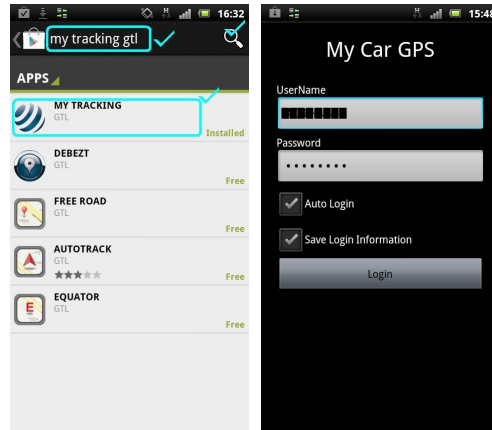 16:32
my tracking gtl
APPS
MY TRACKING
GTL
Installed
DEBEZT
GTL
Free
FREE ROAD
GTL
Free
AUTOTRACK
GTL
Free
EQUATOR
GTL
Free
E
H
15:48
My Car GPS
UserName
Password
Auto Login
Save Login Information
Login